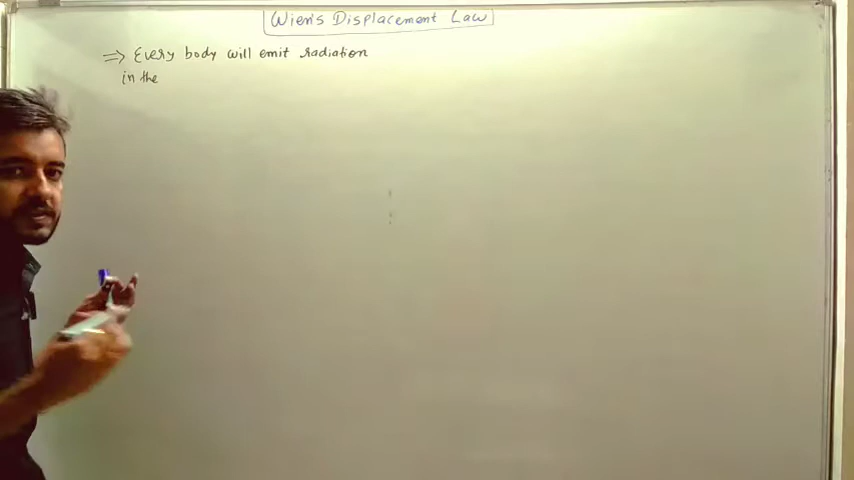 Wien's Displacement Law
⇒ Every body will emit radiation
in the